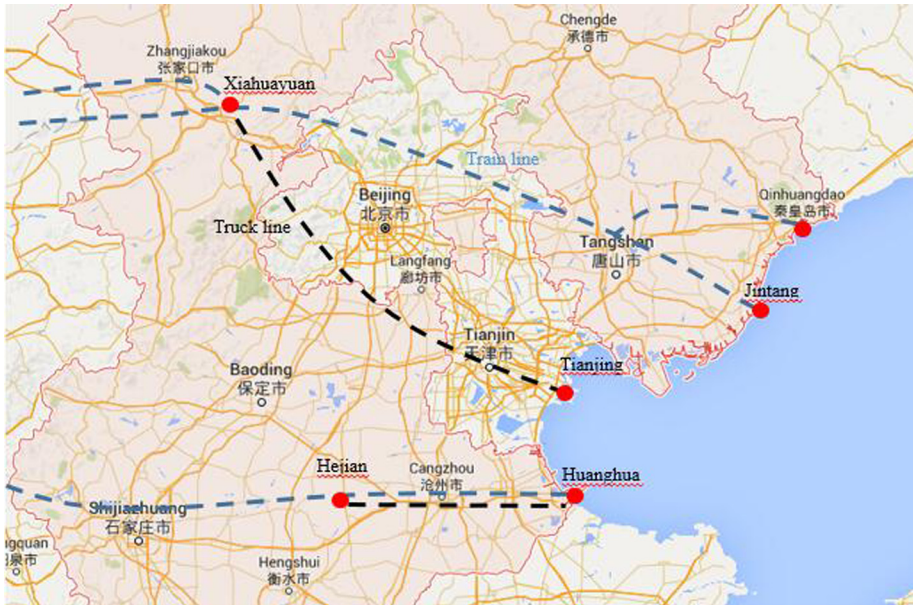 Chengde
承德市
Zhangjiakou
张家口市
Xiahuayuan
Train line
Beijing
北京市
Qinhuangdao
秦皇岛市
Truck line
Tangshan
唐山市
Langfang
廊坊市
Jintang
Tianjin
天津市
Tianjing
Baoding
保定市
Hejian
Cangzhou
沧州市
Huanghua
Shijiazhuang
石家庄市
Hengshui
衡水市